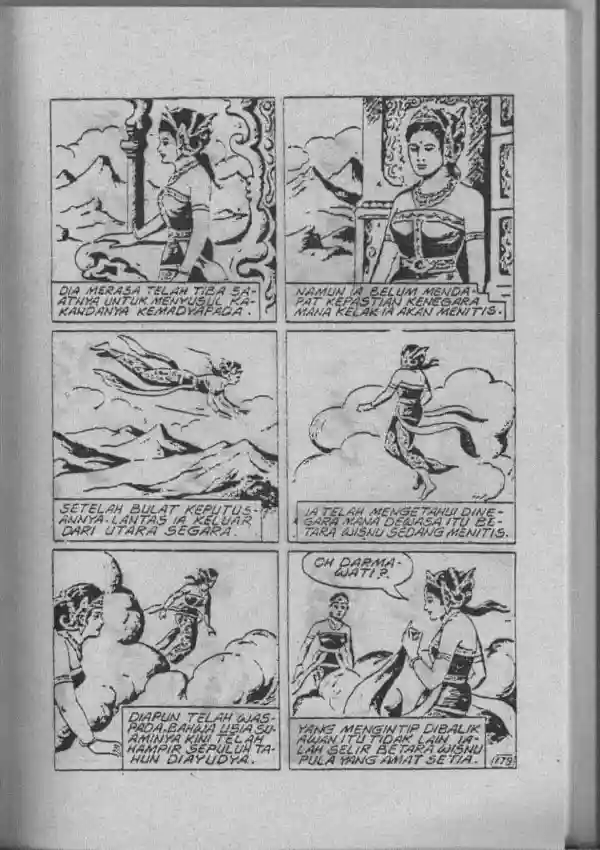 DIA MERASA TELAH TIBA SA-
ATNYA UNTUK MENYUSUL KA-
KANDANYA KEMADYAPADA.
NAMUN IA BELUM MENDA-
PAT KEPASTIAN KENEGARA
MANA KELAK IA AKAN MENITIS.
SETELAH BULAT KEPUTUS-
ANNYA. LANTAS IA KELUAR
DARI UTARA SEGARA.
IA TELAH MENGETAHUI DINE-
GARA MANA DEWASA ITU BE-
TARA WISNU SEDANG MENITIS.
DIAPUN TELAH WAS-
PADA, BAHWA USIA SU-
AMINYA KINI TELAH
HAMPIR SEPULUH TA-
HUN DIAYUDYA.
OH DARMA-
WATI?.
YANG MENGINTIP DIBALIK
AWAN ITU TIDAK LAIN IA-
LAH SELIR BETARA WISNU
PULA YANG AMAT SETIA.
(179)